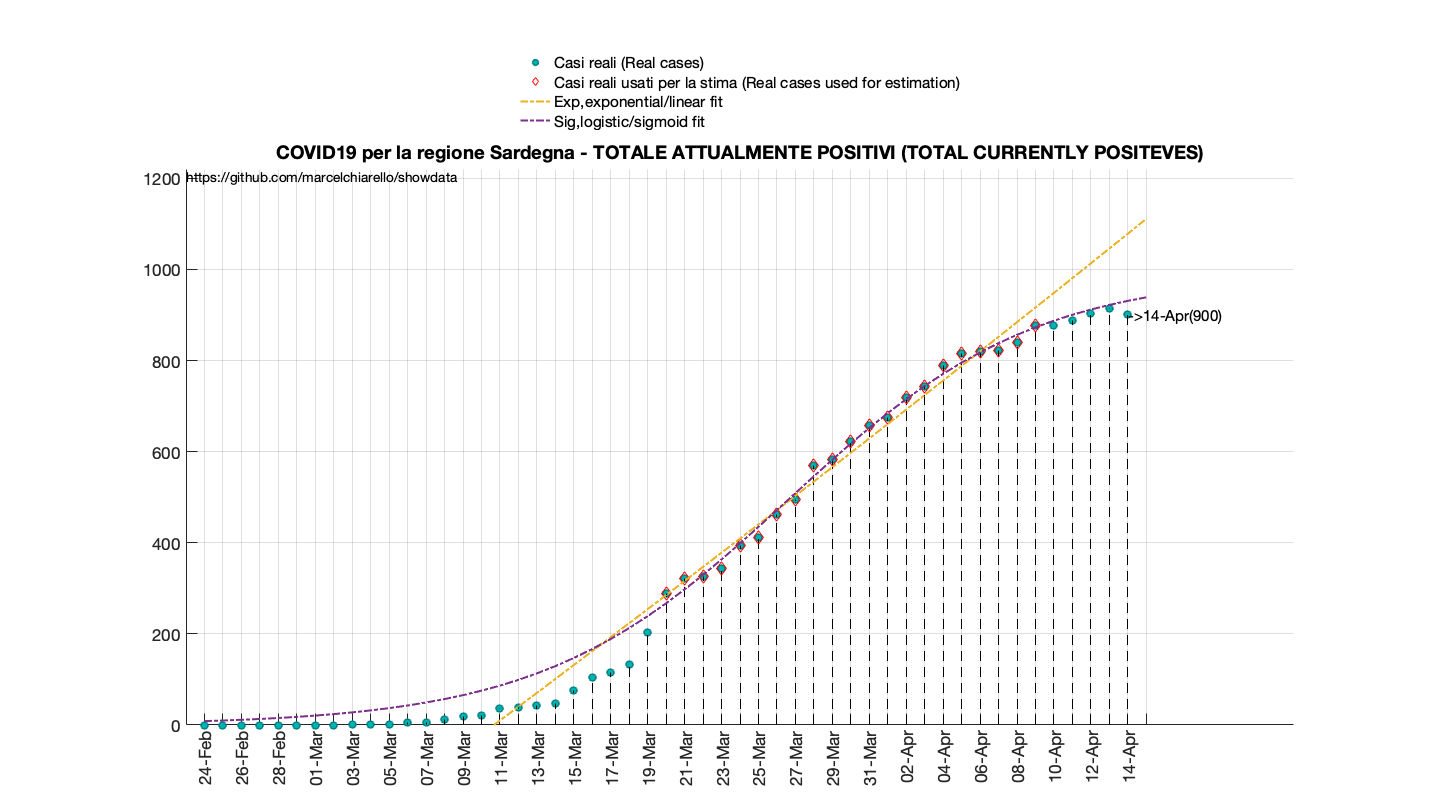 Casi reali (Real cases)
Casi reali usati per la stima (Real cases used for estimation)
Exp,exponential/linear fit
Sig,logistic/sigmoid fit
COVID19 per la regione Sardegna - TOTALE ATTUALMENTE POSITIVI (TOTAL CURRENTLY POSITEVES)
https://github.com/marcelchiarello/showdata
1200
1000
800
600
400
200
0
->14-Apr(900)
24-Feb
26-Feb
28-Feb
01-Mar
03-Mar
05-Mar
07-Mar
09-Mar
11-Mar
13-Mar
15-Mar
17-Mar
19-Mar
21-Mar
23-Mar
25-Mar
27-Mar
29-Mar
31-Mar
02-Apr
04-Apr
06-Apr
08-Apr
10-Apr
12-Apr
14-Apr